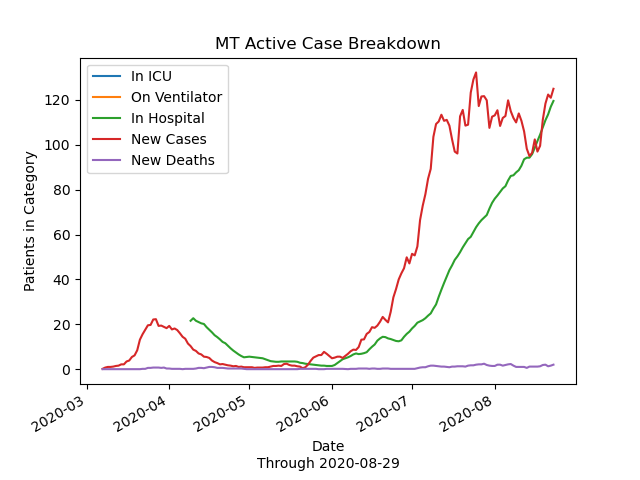 MT Active Case Breakdown
In ICU
On Ventilator
In Hospital
New Cases
New Deaths
Patients in Category
120
100
80
60
40
20
0
2020-03
2020-04
2020-05
2020-06
2020-07
2020-08
Date
Through 2020-08-29